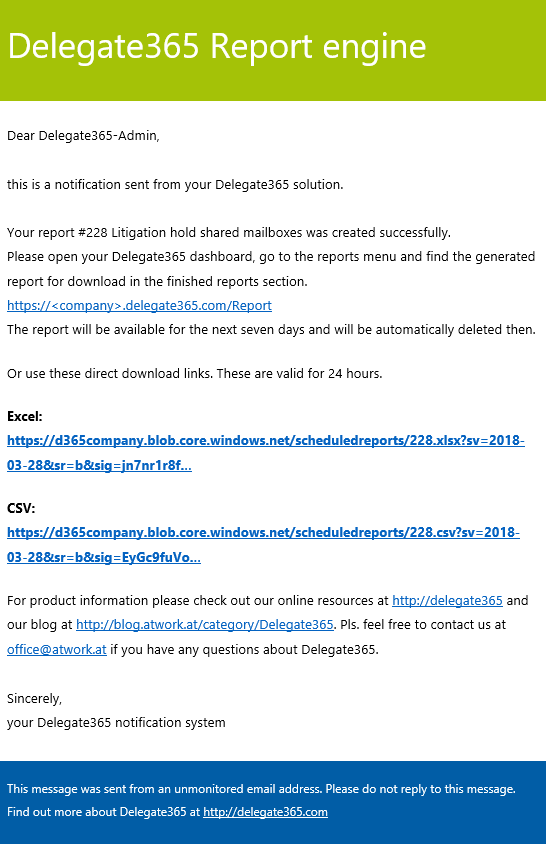 Delegate365 Report engine
Dear Delegate365-Admin,
this is a notification sent from your Delegate365 solution.
Your report #228 Litigation hold shared mailboxes was created successfully.
Please open your Delegate365 dashboard, go to the reports menu and find the generated
report for download in the finished reports section.
https://<company>.delegate365.com/Report
The report will be available for the next seven days and will be automatically deleted then.
Or use these direct download links. These are valid for 24 hours.
Excel:
https://d365company.blob.core.windows.net/scheduledreports/228.xlsx?sv=2018-
03-28&sr=b&sig=jn7nr1r8f...
CSV:
https://d365company.blob.core.windows.net/scheduledreports/228.csv?sv=2018-
03-28&sr=b&sig=EyGc9fuVo...
For product information please check out our online resources at http://delegate365 and
our blog at http://blog.atwork.at/category/Delegate365. Pls. feel free to contact us at
office@atwork.at if you have any questions about Delegate365.
Sincerely,
your Delegate365 notification system
This message was sent from an unmonitored email address. Please do not reply to this message.
Find out more about Delegate365 at http://delegate365.com